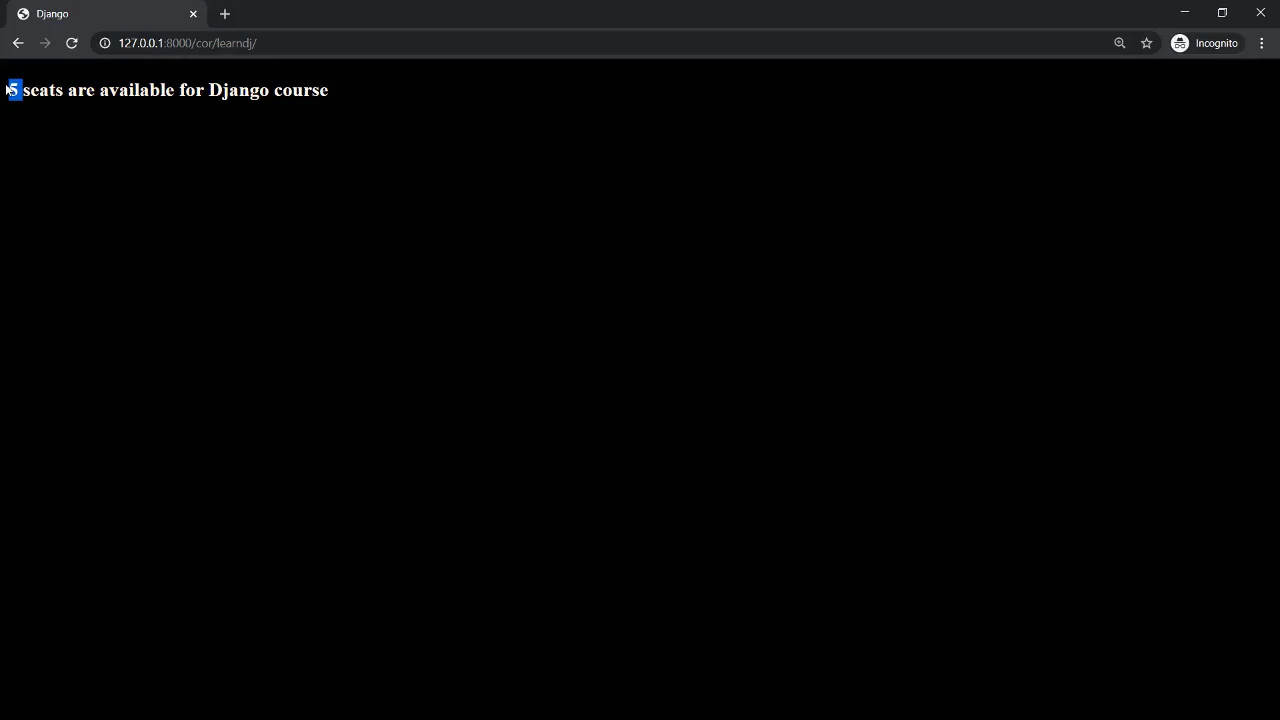 Django
127.0.0.1:8000/cor/learndj/
Incognito
5 seats are available for Django course